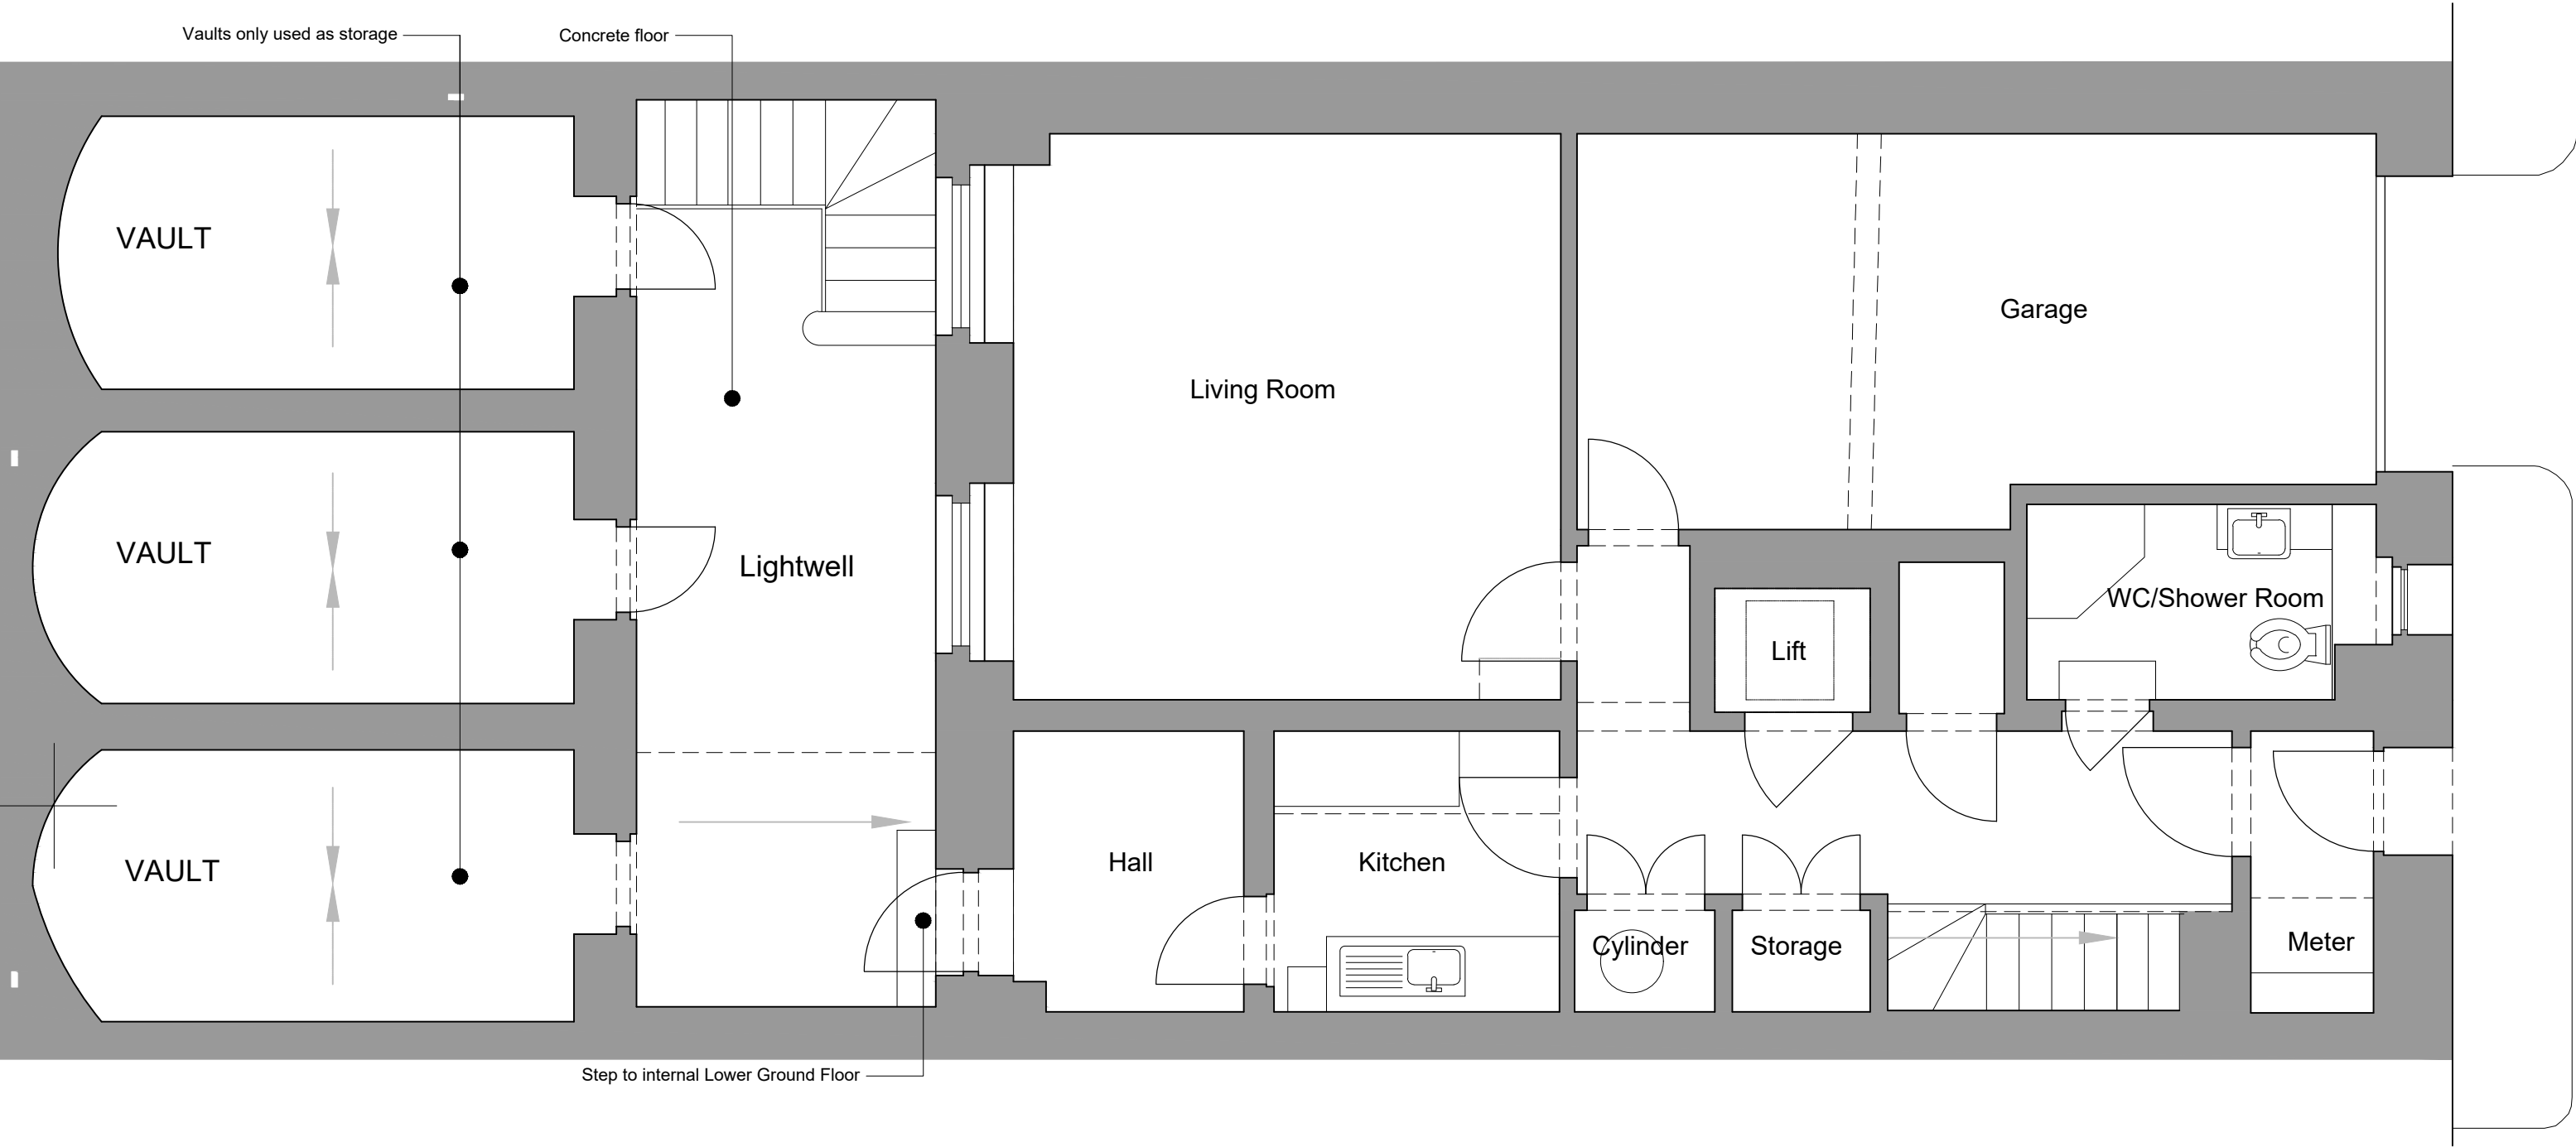 Vaults only used as storage
Concrete floor
VAULT
Garage
Living Room
VAULT
Lightwell
WC/Shower Room
Lift
VAULT
Hall
Kitchen
Cylinder
Storage
Meter
Step to internal Lower Ground Floor